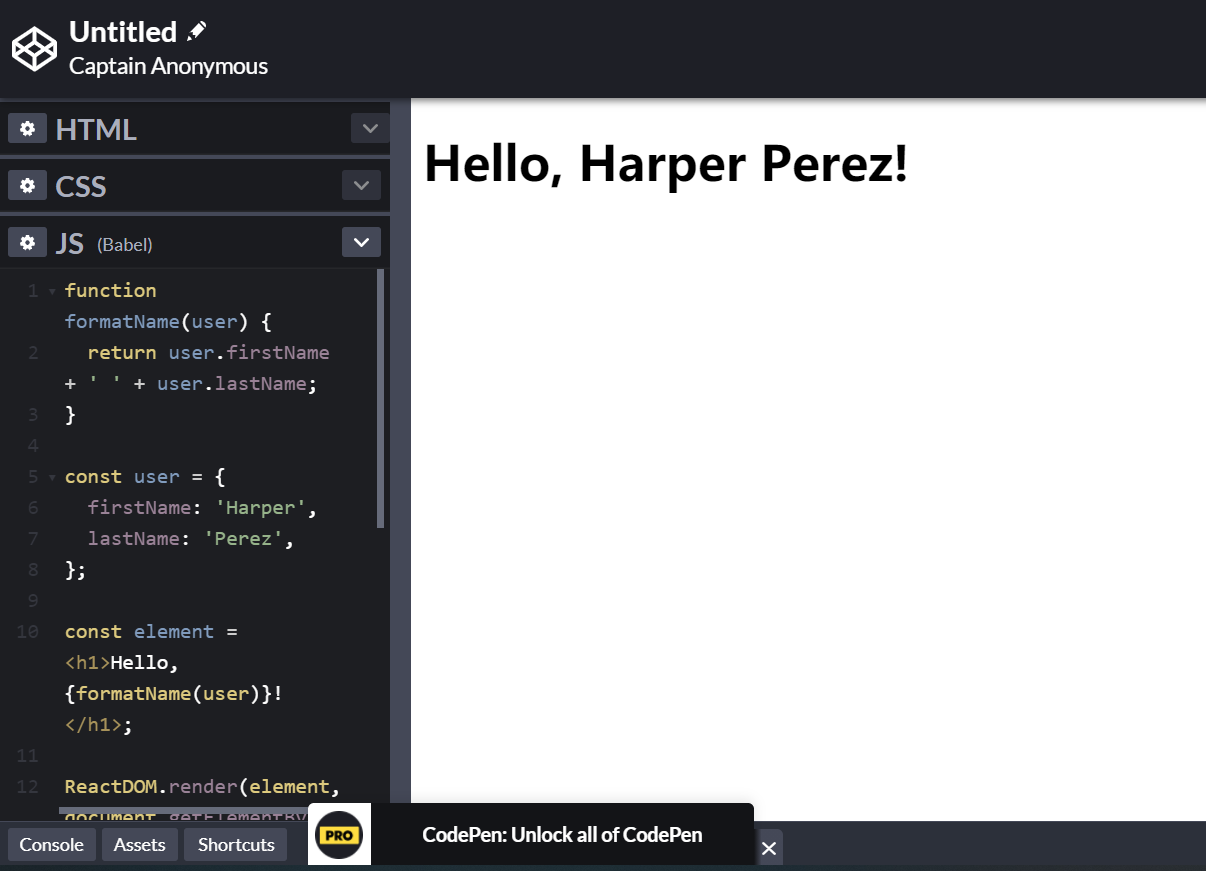 Untitled
Captain Anonymous
HTML
CSS
JS (Babel)
Hello, Harper Perez!
1 function
formatName(user) {
2 return user.firstName
+ ' ' + user.lastName;
3 }
4
5 const user = {
6 firstName: 'Harper',
7 lastName: 'Perez',
8 };
9
10 const element =
<h1>Hello,
{formatName(user)}!
</h1>;
11
12 ReactDOM.render(element,
document.getElementBy
Console Assets Shortcuts
PRO CodePen: Unlock all of CodePen